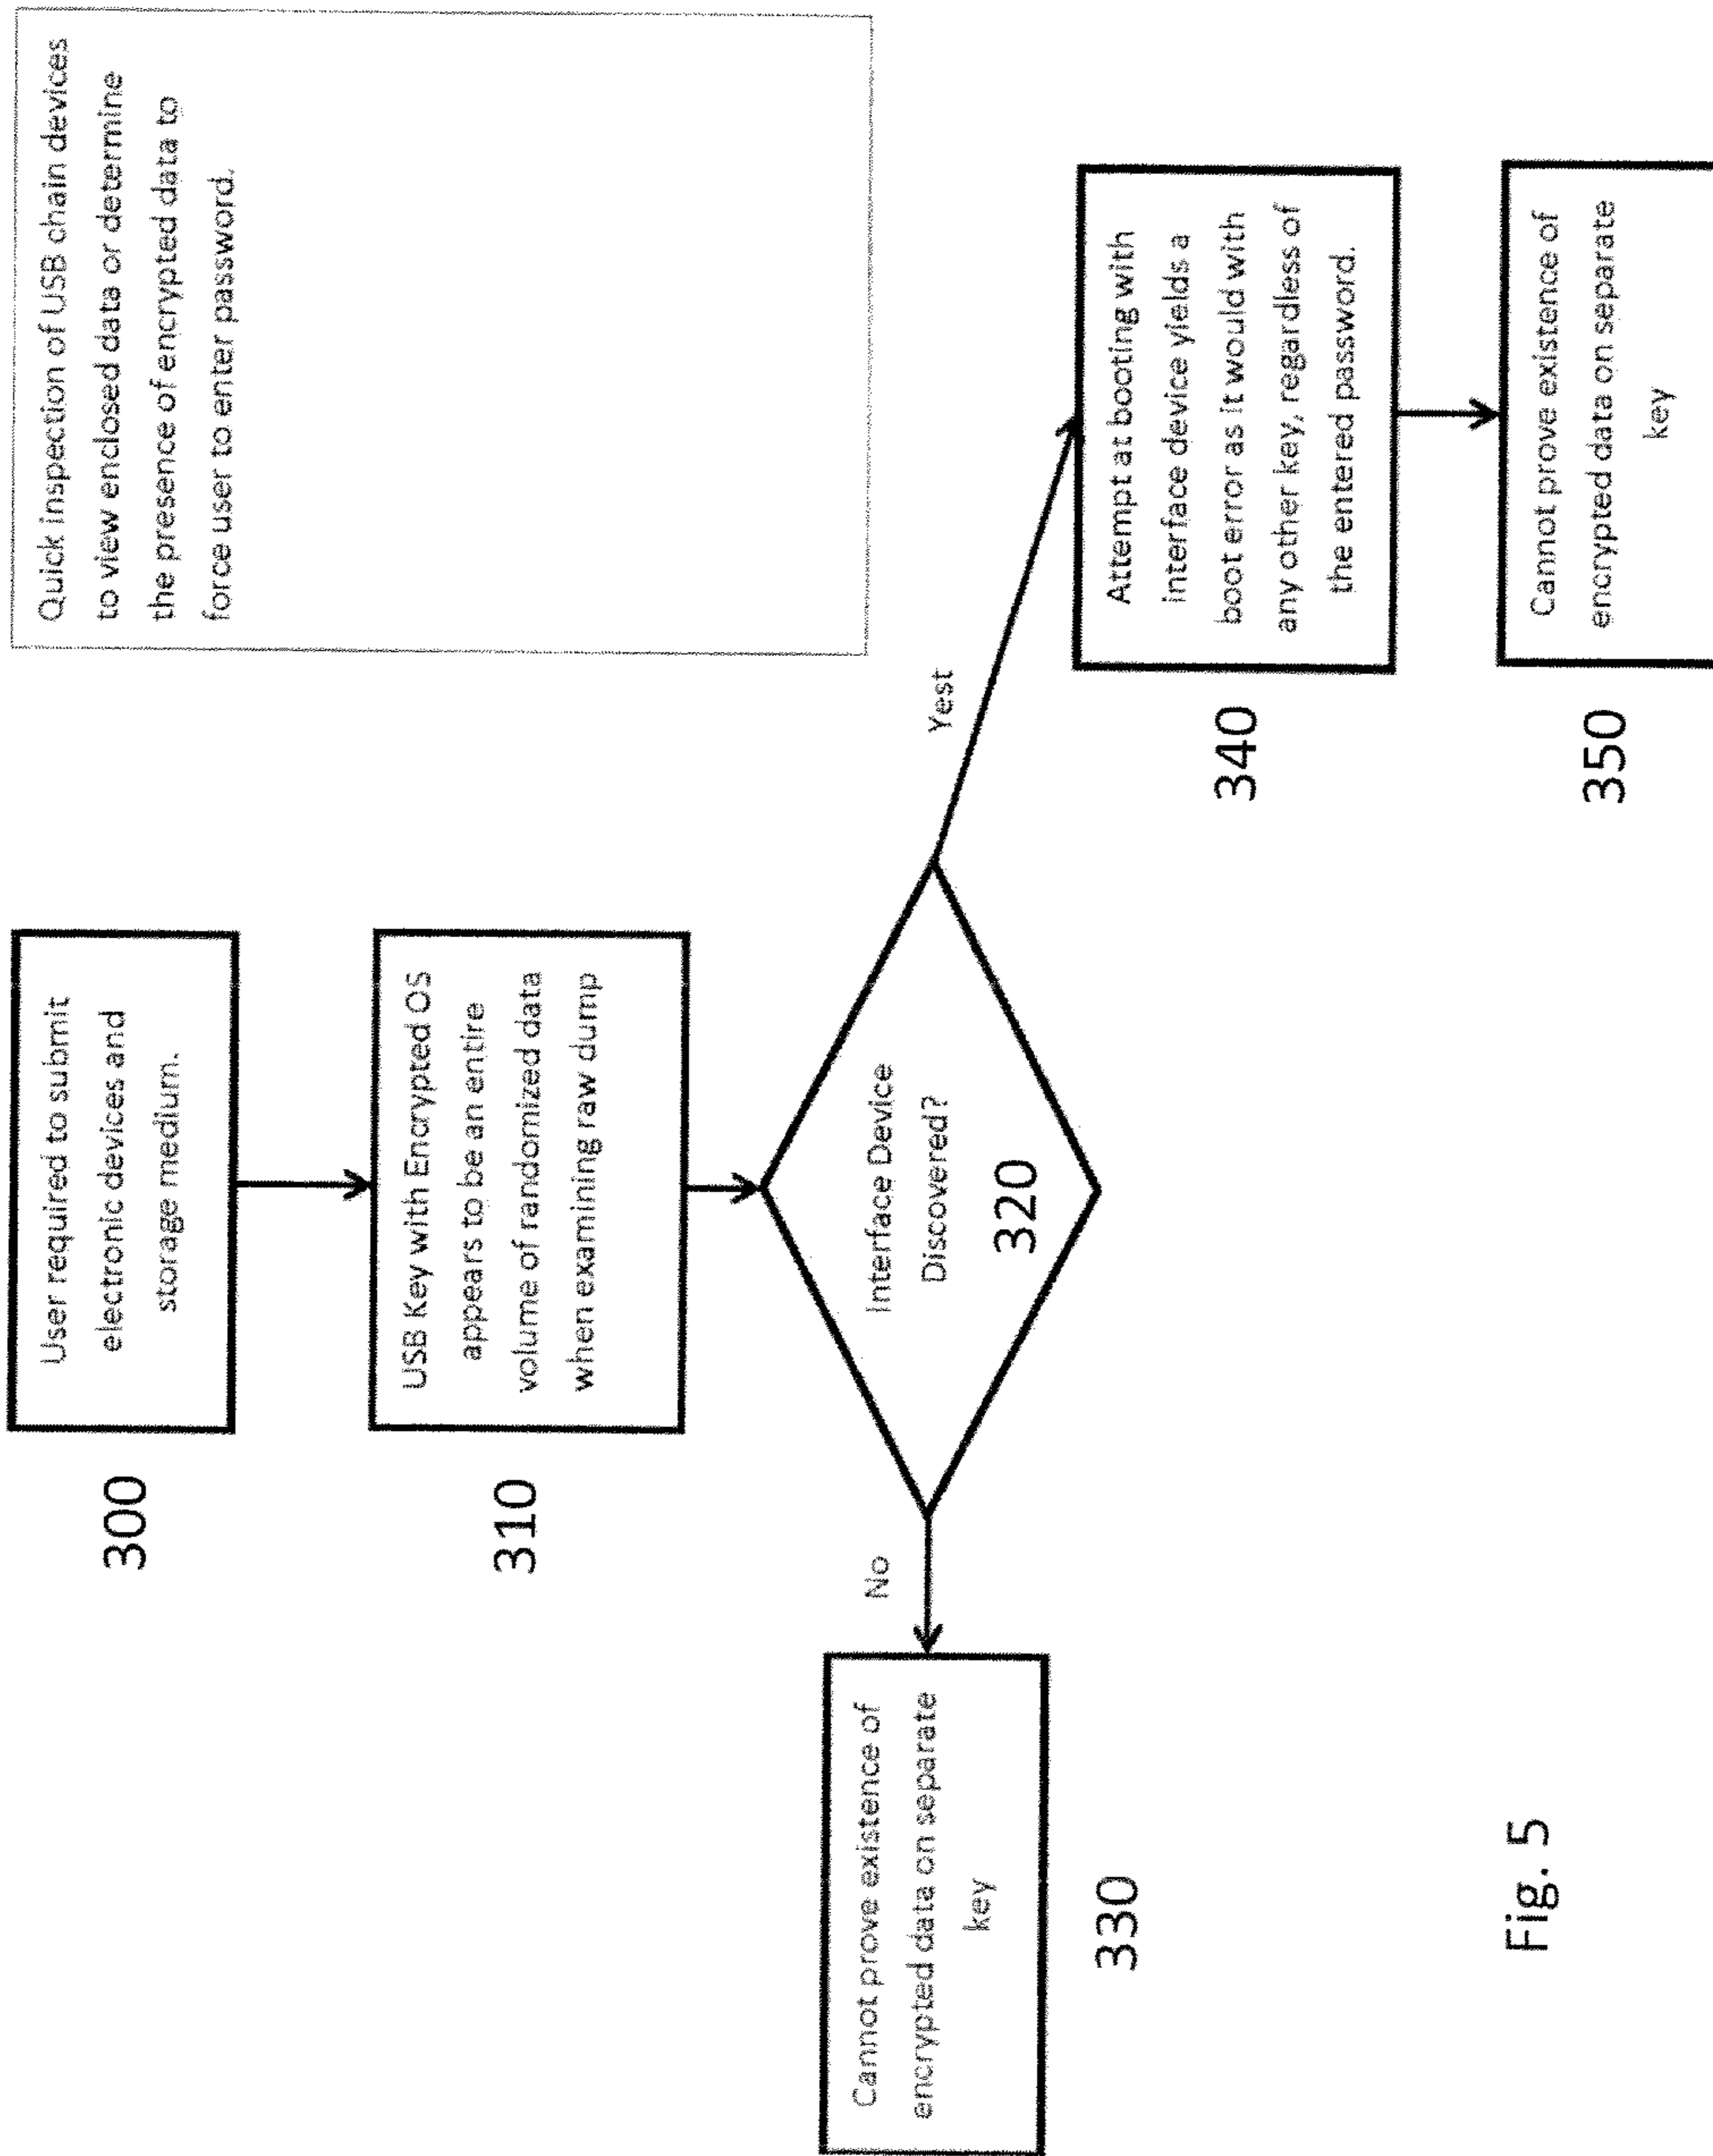 Quick inspection of USB chain devices
to view enclosed data or determine
the presence of encrypted data to
force user to enter password.
300
User required to submit
electronic devices and
storage medium.
310
USB Key with Encrypted OS
appears to be an entire
volume of randomized data
when examining raw dump
Interface Device
Discovered?
320
No
Yest
Cannot prove existence of
encrypted data on separate
key
330
340
Attempt at booting with
interface device yields a
boot error as it would with
any other key, regardless of
the entered password.
350
Cannot prove existence of
encrypted data on separate
key
Fig. 5